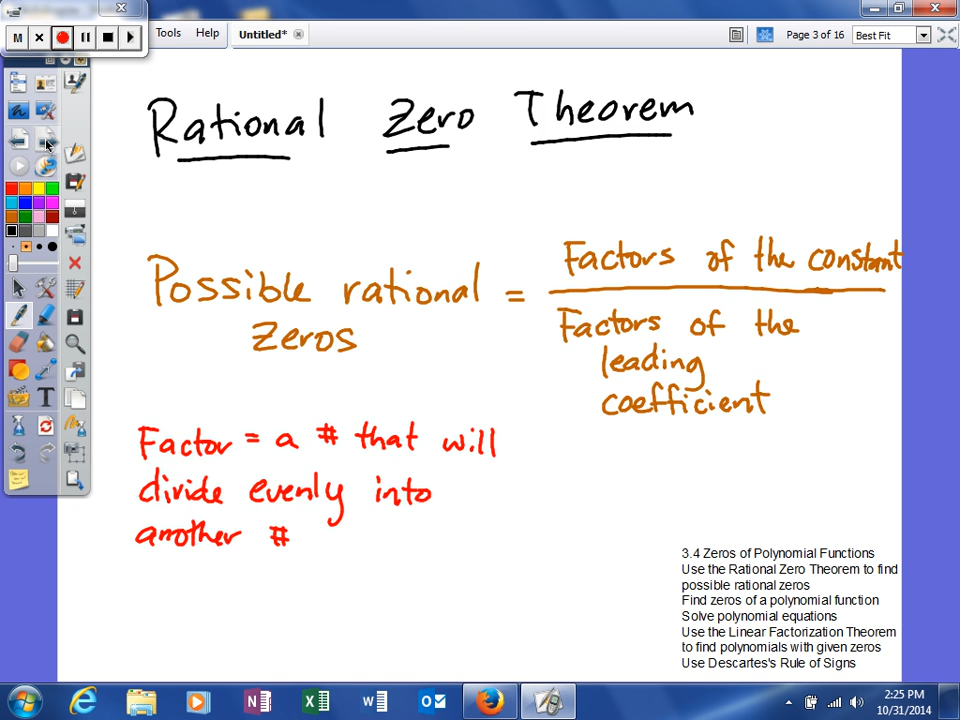 M
Tools Help Untitled* Page 3 of 16 Best Fit
Rational Zero Theorem
Possible rational zeros = Factors of the constant
Factors of the leading coefficient
Factor = a # that will
divide evenly into
another #
3.4 Zeros of Polynomial Functions
Use the Rational Zero Theorem to find
possible rational zeros
Find zeros of a polynomial function
Solve polynomial equations
Use the Linear Factorization Theorem
to find polynomials with given zeros
Use Descartes's Rule of Signs
2:25 PM
10/31/2014